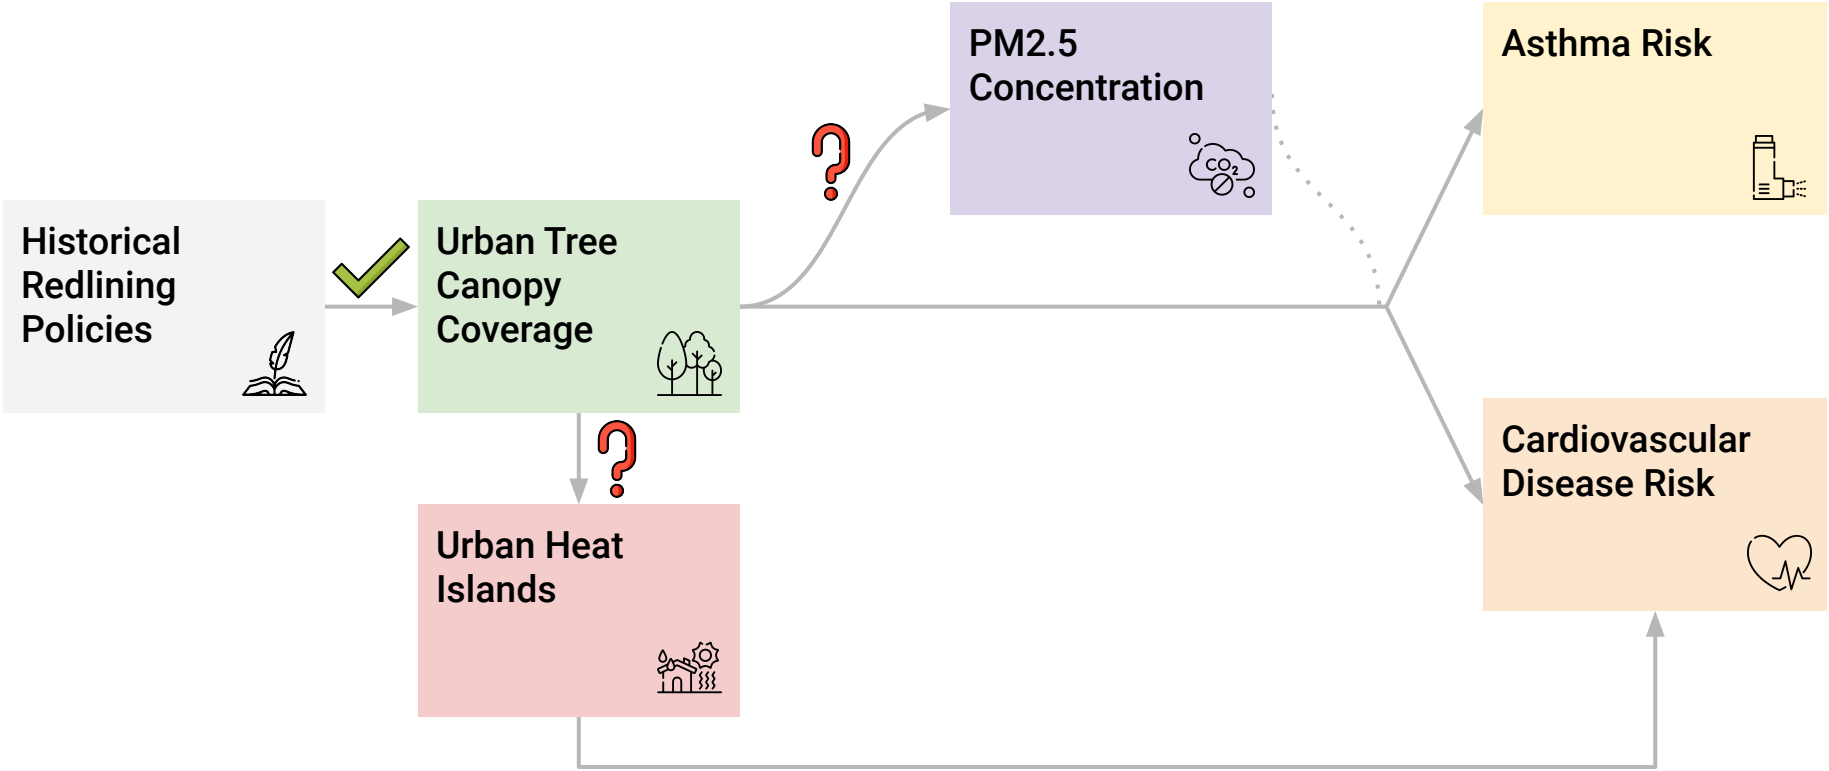 Historical
Redlining
Policies
Urban Tree
Canopy
Coverage
Urban Heat
Islands
PM2.5
Concentration
CO2
Asthma Risk
Cardiovascular
Disease Risk